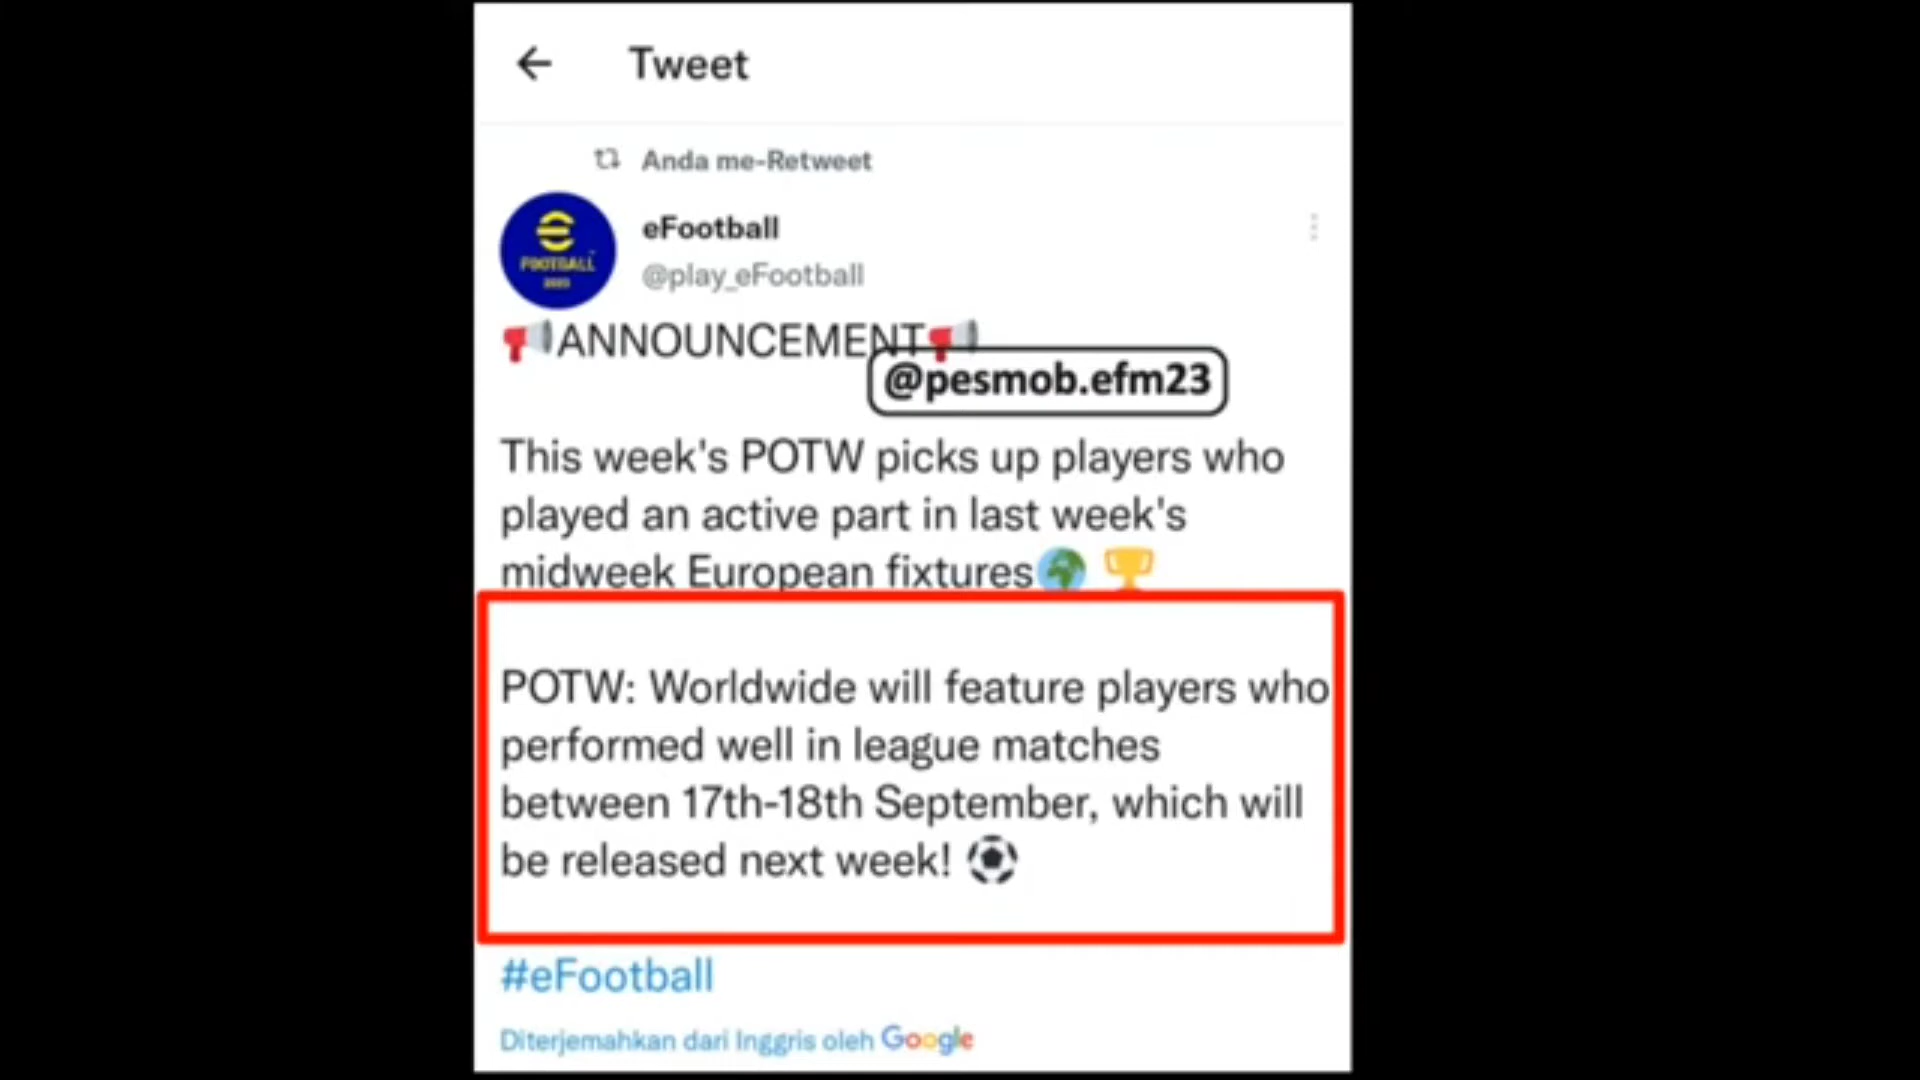 Tweet
Anda me-Retweet
eFootball
@play_eFootball
FOOTBALL
ANNOUNCEMENT
@pesmob.efm23
This week's POTW picks up players who
played an active part in last week's
midweek European fixtures
POTW: Worldwide will feature players who
performed well in league matches
between 17th-18th September, which will
be released next week!
#eFootball
Diterjemahkan dari Inggris oleh Google